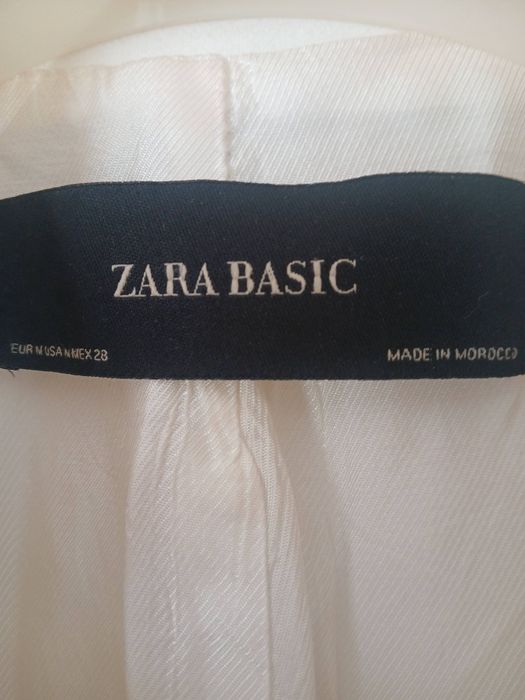 ZARA BASIC
EUR M USA M MEX 28
MADE IN MOROCCO